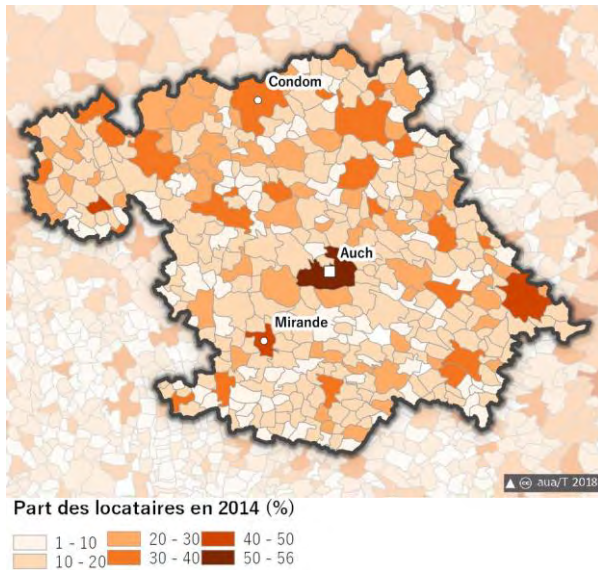 Condom
Auch
Mirande
▲ cc aua/T 2018
Part des locataires en 2014 (%)
1 - 10 20 - 30 40 - 50
10 - 20 30 - 40 50 - 56